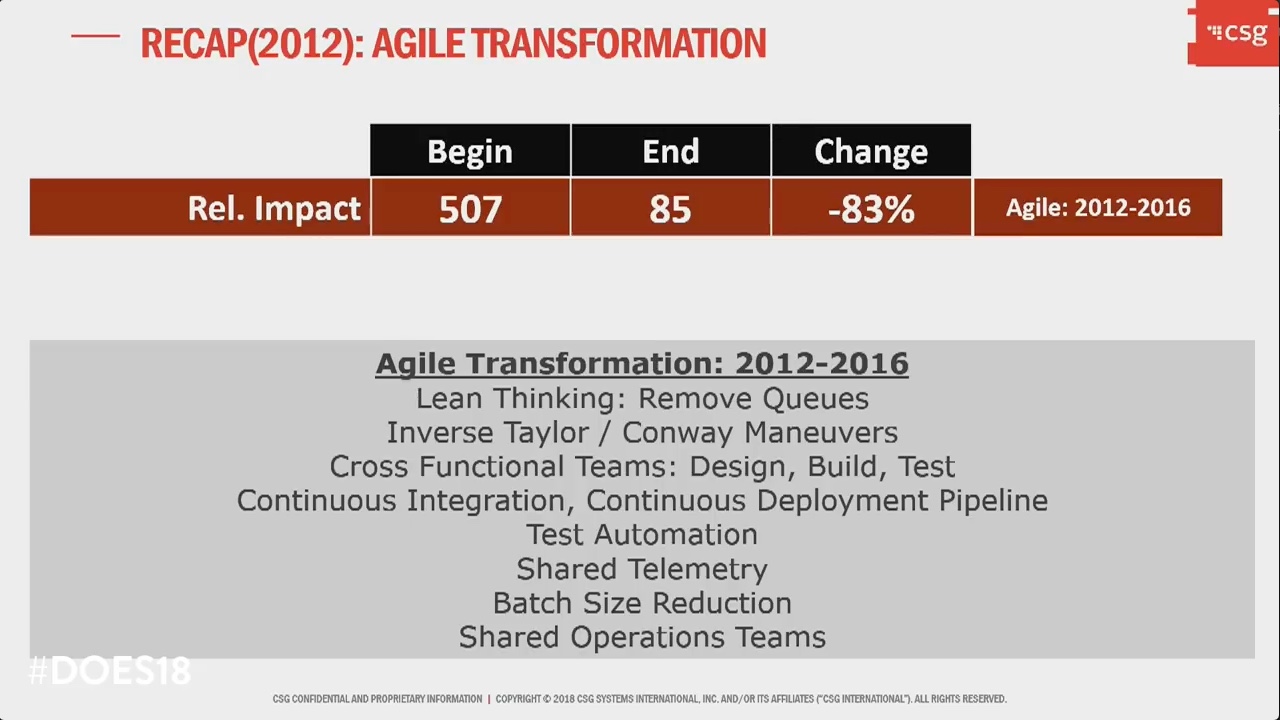 RECAP(2012): AGILE TRANSFORMATION
csg
Begin End Change
Rel. Impact 507 85 -83% Agile: 2012-2016
Agile Transformation: 2012-2016
Lean Thinking: Remove Queues
Inverse Taylor / Conway Maneuvers
Cross Functional Teams: Design, Build, Test
Continuous Integration, Continuous Deployment Pipeline
Test Automation
Shared Telemetry
Batch Size Reduction
Shared Operations Teams
#DOES18
CSG CONFIDENTIAL AND PROPRIETARY INFORMATION | COPYRIGHT © 2018 CSG SYSTEMS INTERNATIONAL, INC. AND/OR ITS AFFILIATES ("CSG INTERNATIONAL"). ALL RIGHTS RESERVED.